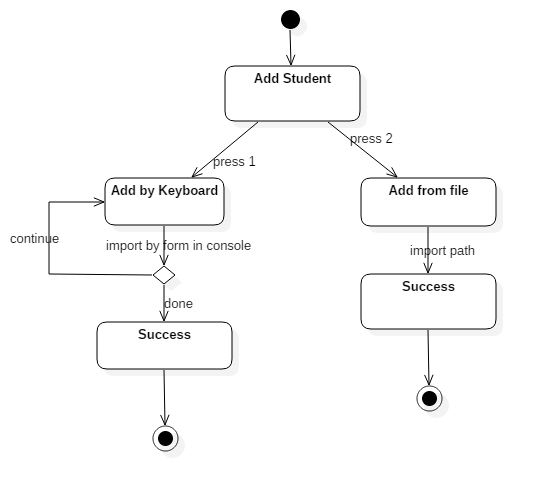 Add Student
press 1
press 2
Add by Keyboard
Add from file
continue
import by form in console
import path
Success
done
Success